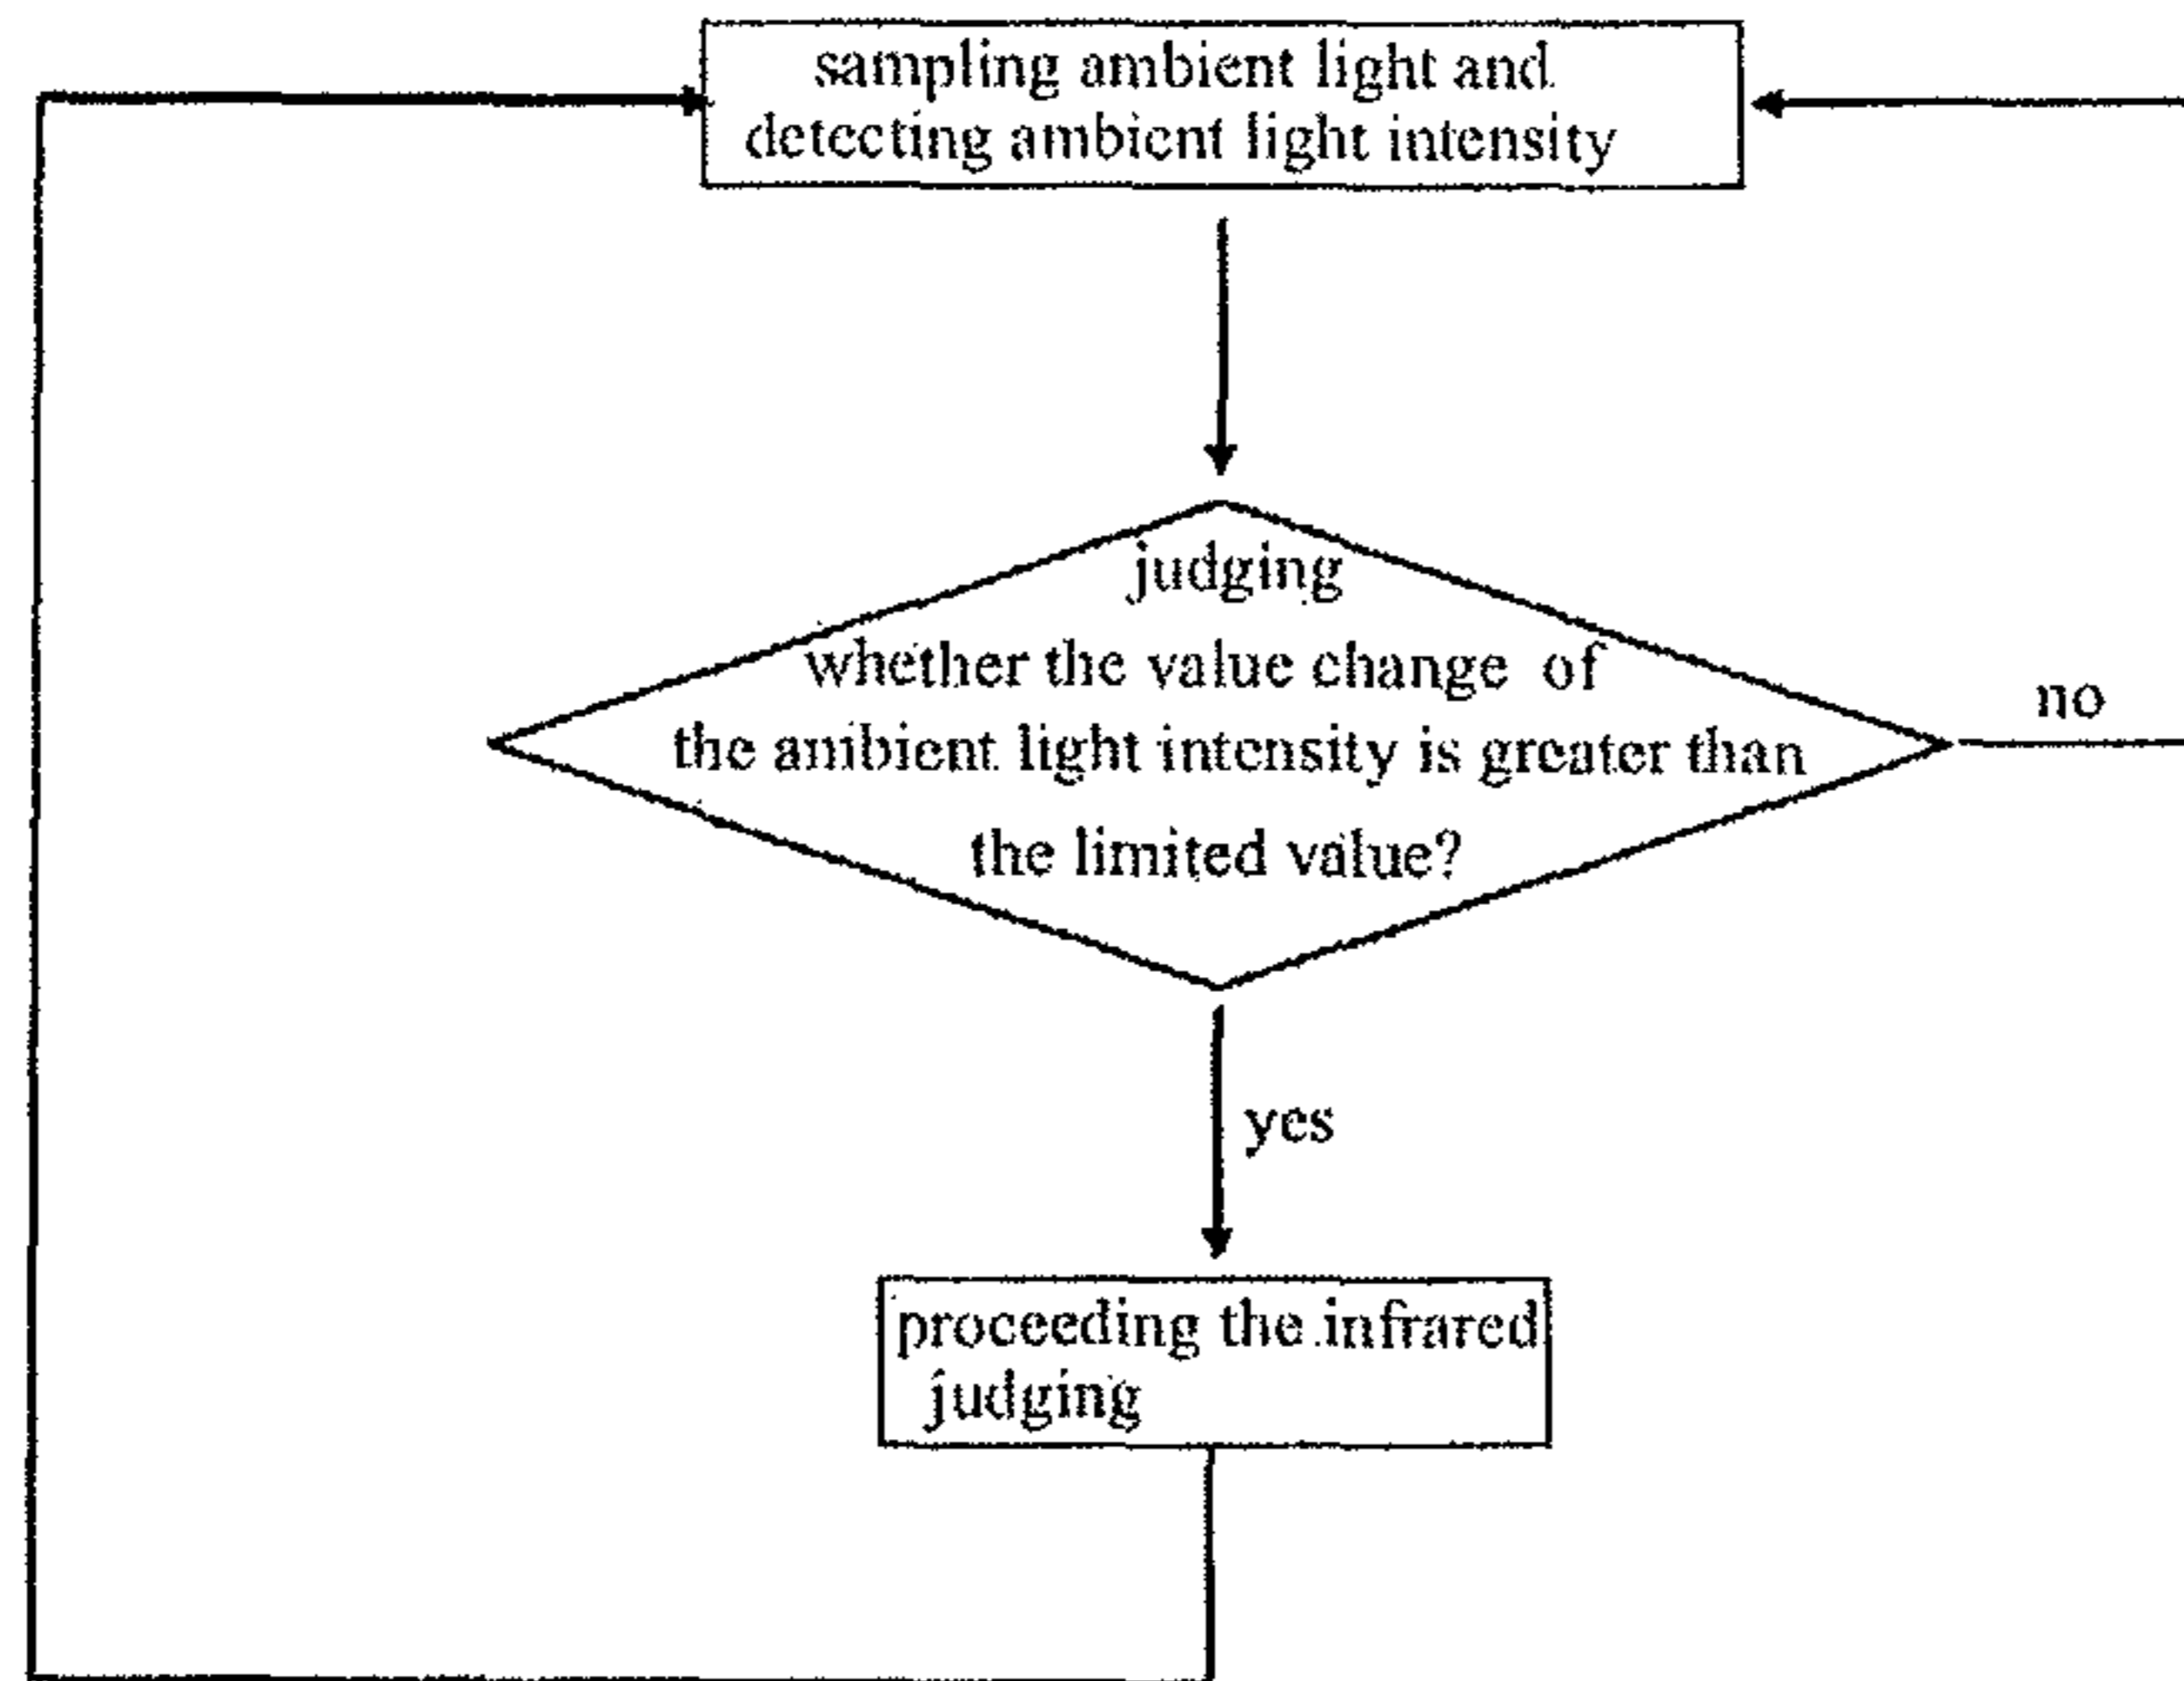 sampling ambient light and
detecting ambient light intensity
judging
whether the value change of
the ambient light intensity is greater than
the limited value?
no
yes
proceeding the infrared
judging